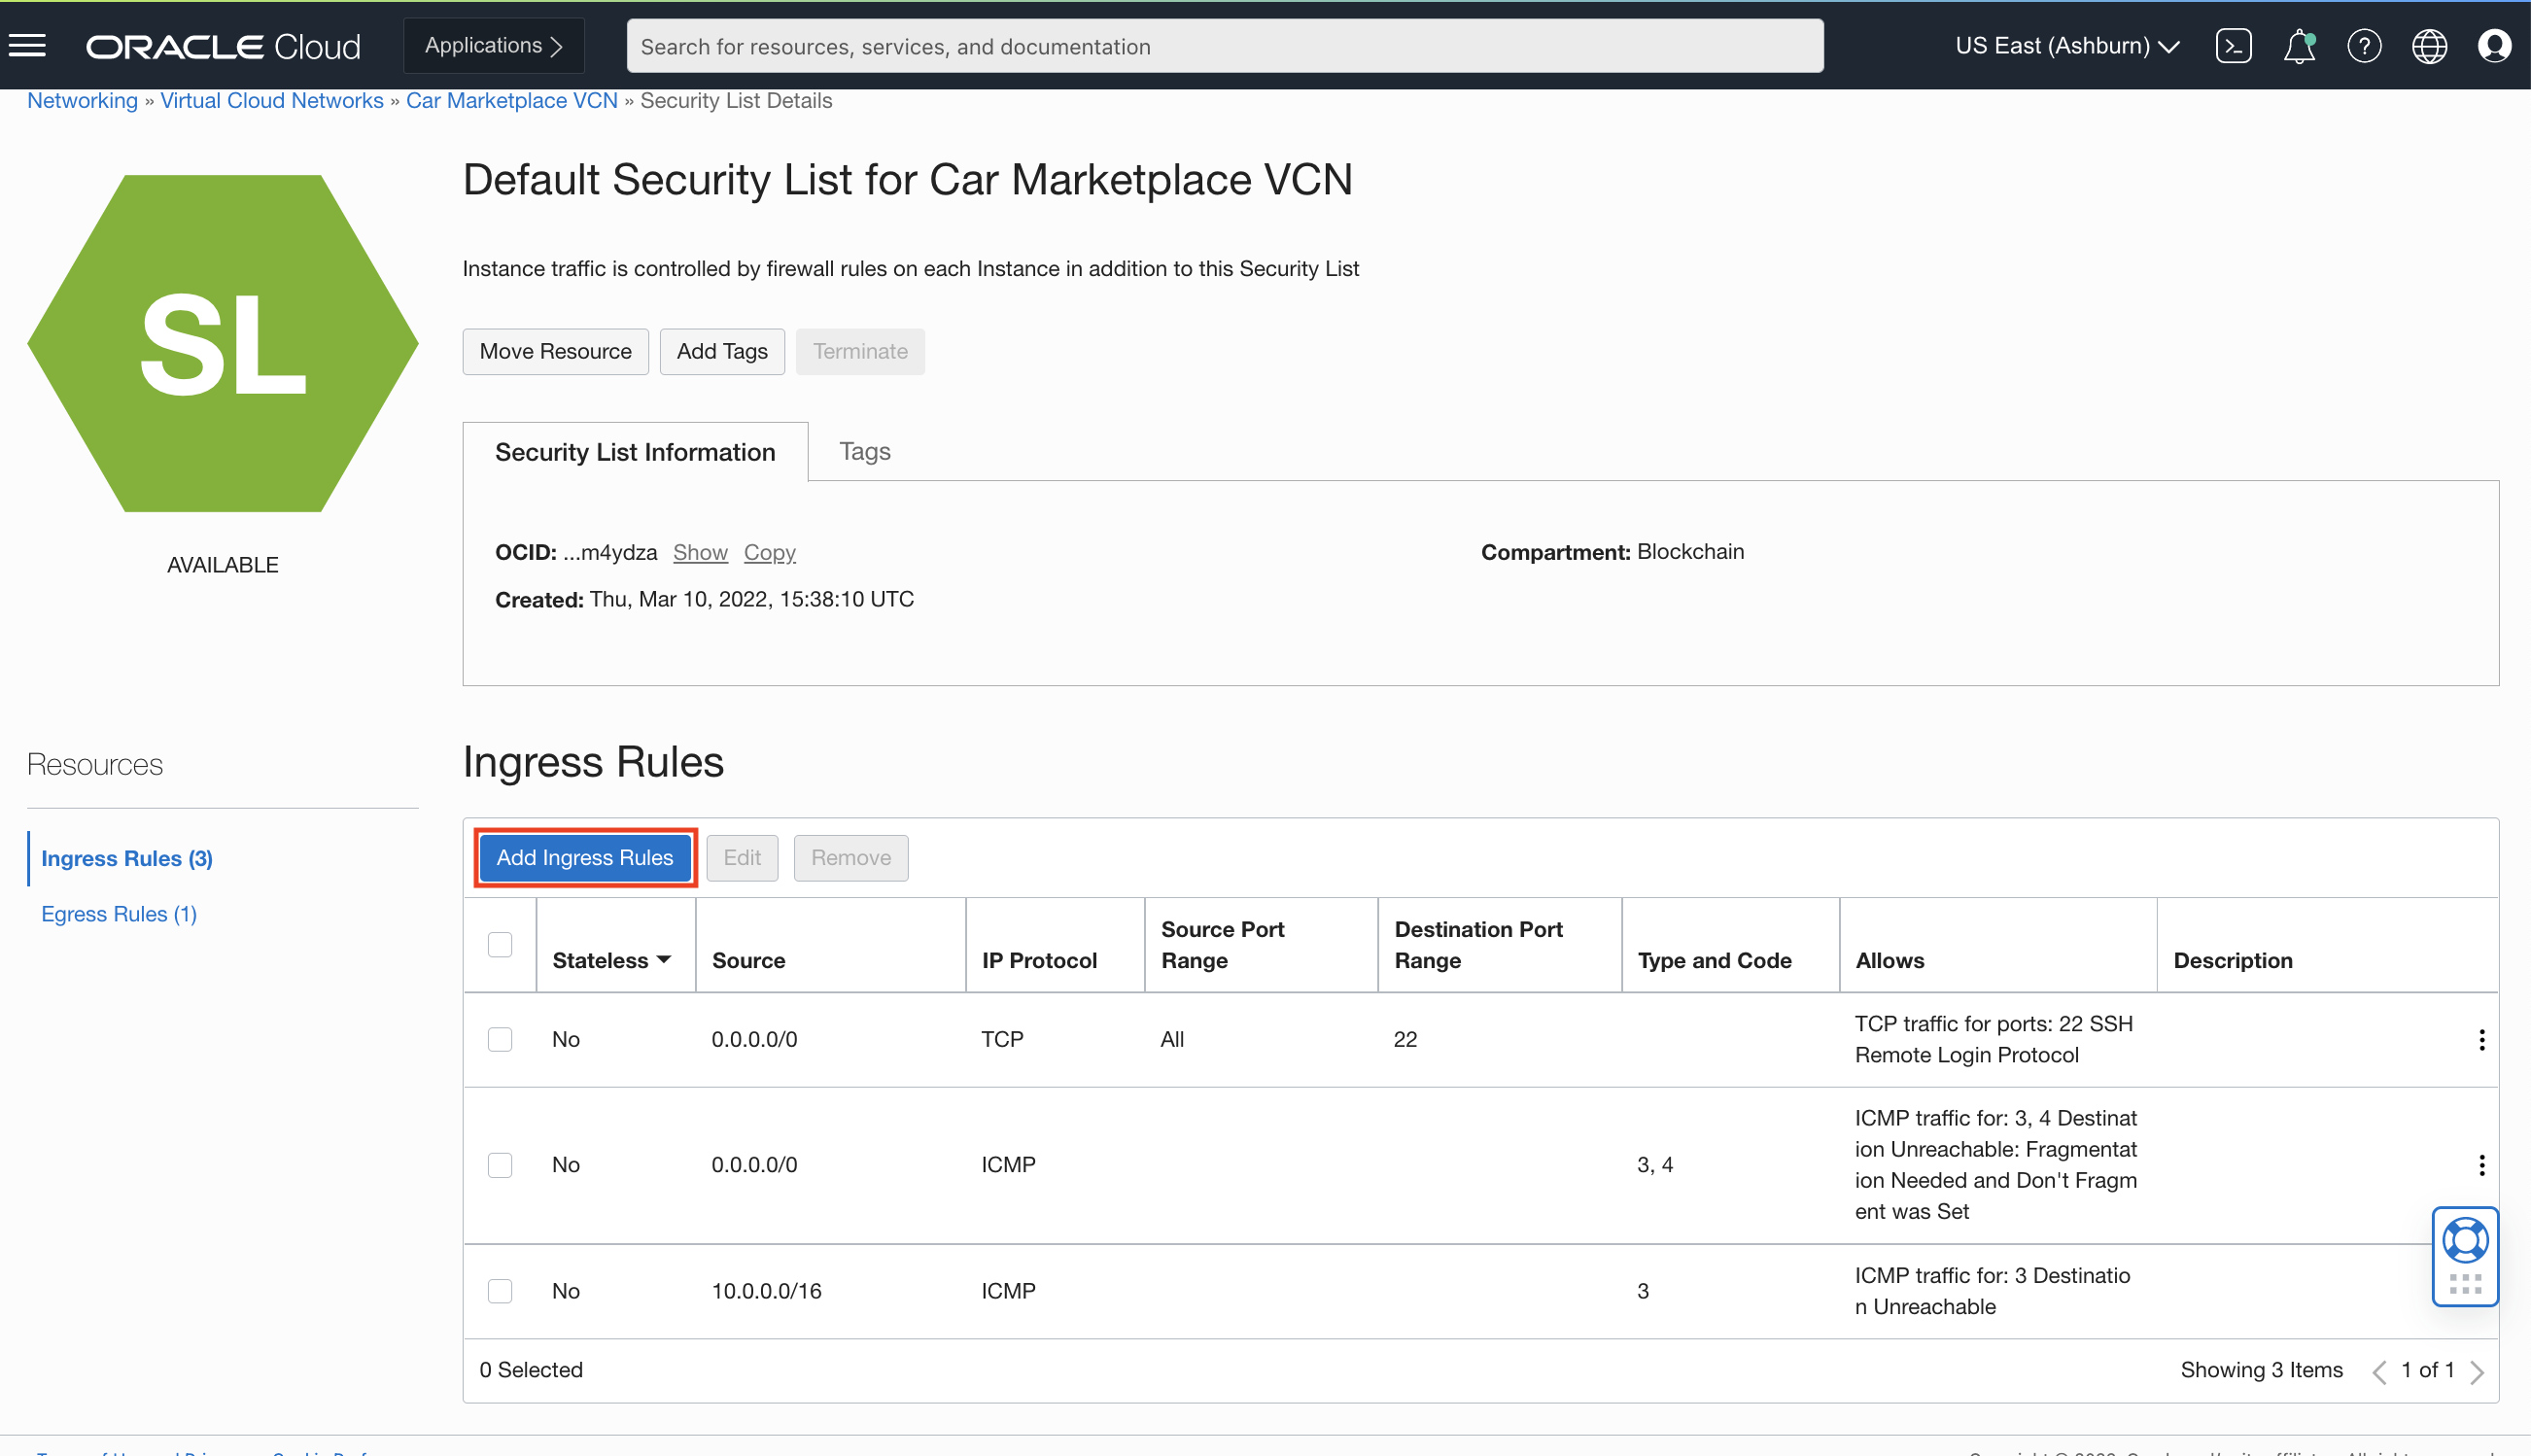 ORACLE Cloud
Applications
Search for resources, services, and documentation
US East (Ashburn)
Networking » Virtual Cloud Networks » Car Marketplace VCN » Security List Details
SL
AVAILABLE
Default Security List for Car Marketplace VCN
Instance traffic is controlled by firewall rules on each Instance in addition to this Security List
Move Resource Add Tags Terminate
Security List Information Tags
OCID: ...m4ydza Show Copy
Compartment: Blockchain
Created: Thu, Mar 10, 2022, 15:38:10 UTC
Resources
Ingress Rules (3)
Egress Rules (1)
Ingress Rules
Add Ingress Rules Edit Remove
Stateless Source IP Protocol Source Port Range Destination Port Range Type and Code Allows Description
No 0.0.0.0/0 TCP All 22 TCP traffic for ports: 22 SSH
Remote Login Protocol
No 0.0.0.0/0 ICMP 3, 4 ICMP traffic for: 3, 4 Destinat
ion Unreachable: Fragmentat
ion Needed and Don't Fragm
ent was Set
No 10.0.0.0/16 ICMP 3 ICMP traffic for: 3 Destinatio
n Unreachable
0 Selected
Showing 3 Items 1 of 1